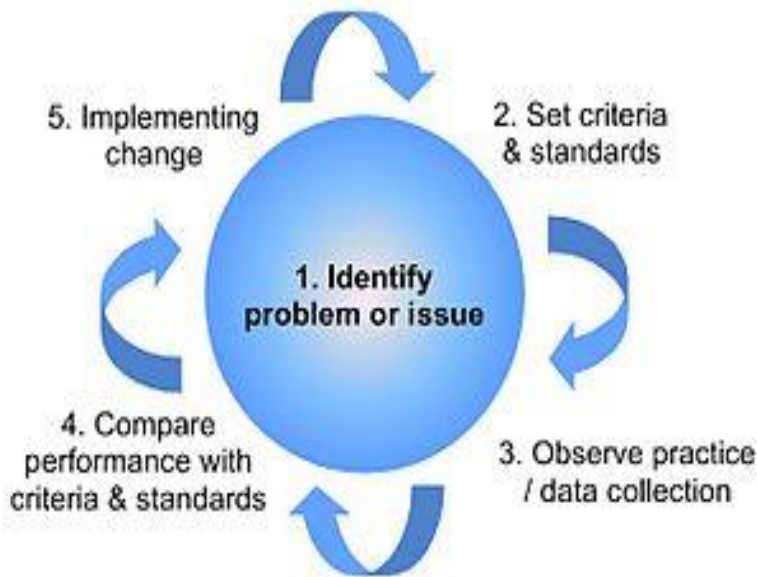 1. Identify
problem or issue
2. Set criteria
& standards
3. Observe practice
/ data collection
4. Compare
performance with
criteria & standards
5. Implementing
change